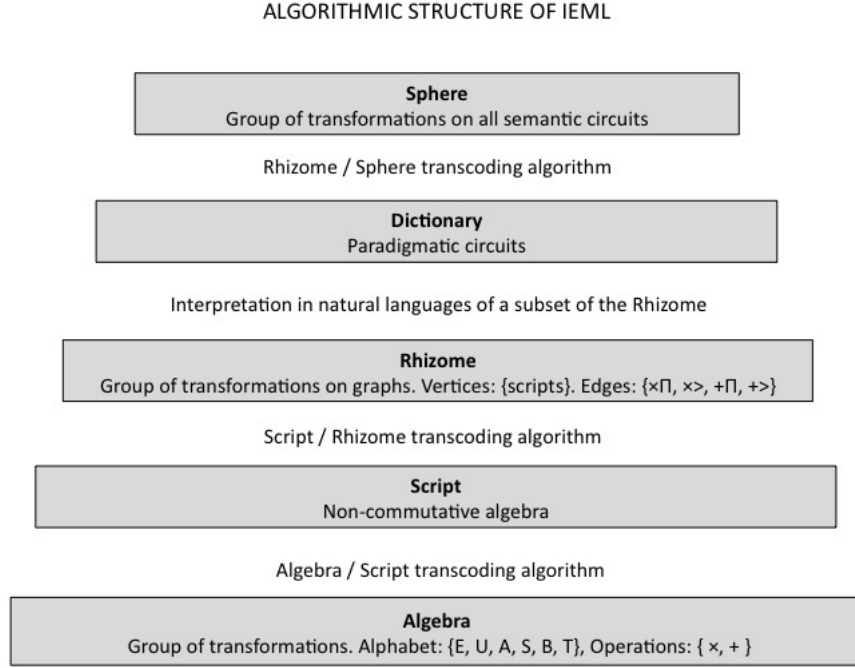 ALGORITHMIC STRUCTURE OF IEML
Sphere
Group of transformations on all semantic circuits
Rhizome / Sphere transcoding algorithm
Dictionary
Paradigmatic circuits
Interpretation in natural languages of a subset of the Rhizome
Rhizome
Group of transformations on graphs. Vertices: {scripts}. Edges: {×Π, ×>, +Π, +>}
Script / Rhizome transcoding algorithm
Script
Non-commutative algebra
Algebra / Script transcoding algorithm
Algebra
Group of transformations. Alphabet: {E, U, A, S, B, T}, Operations: { ×, + }